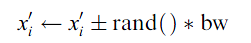 x′ᵢ ← x′ᵢ ± rand() ∗ bw